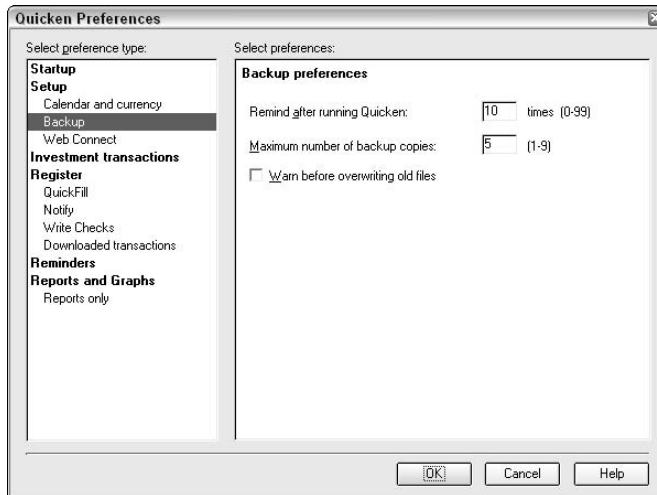 Quicken Preferences
Select preference type:
Startup
Setup
Calendar and currency
Backup
Web Connect
Investment transactions
Register
QuickFill
Notify
Write Checks
Downloaded transactions
Reminders
Reports and Graphs
Reports only
Select preferences:
Backup preferences
Remind after running Quicken: 10 times (0-99)
Maximum number of backup copies: 5 (1-9)
Warn before overwriting old files
OK Cancel Help